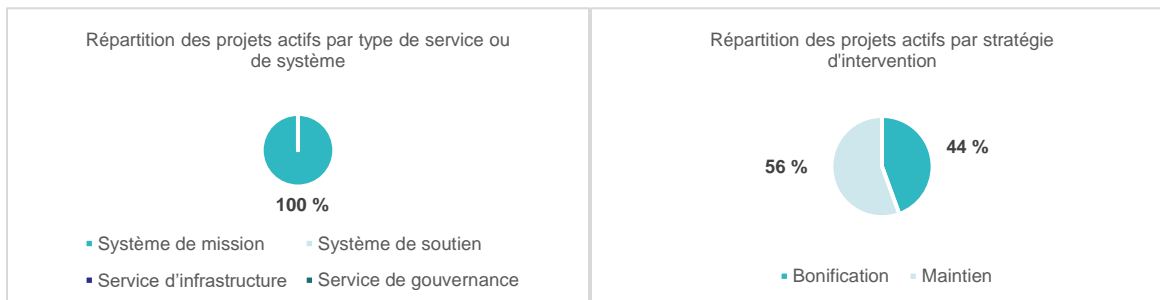 Répartition des projets actifs par type de service ou
de système
100 %
Système de mission
Système de soutien
Service d’infrastructure
Service de gouvernance
Répartition des projets actifs par stratégie
d'intervention
44 %
56 %
Bonification
Maintien